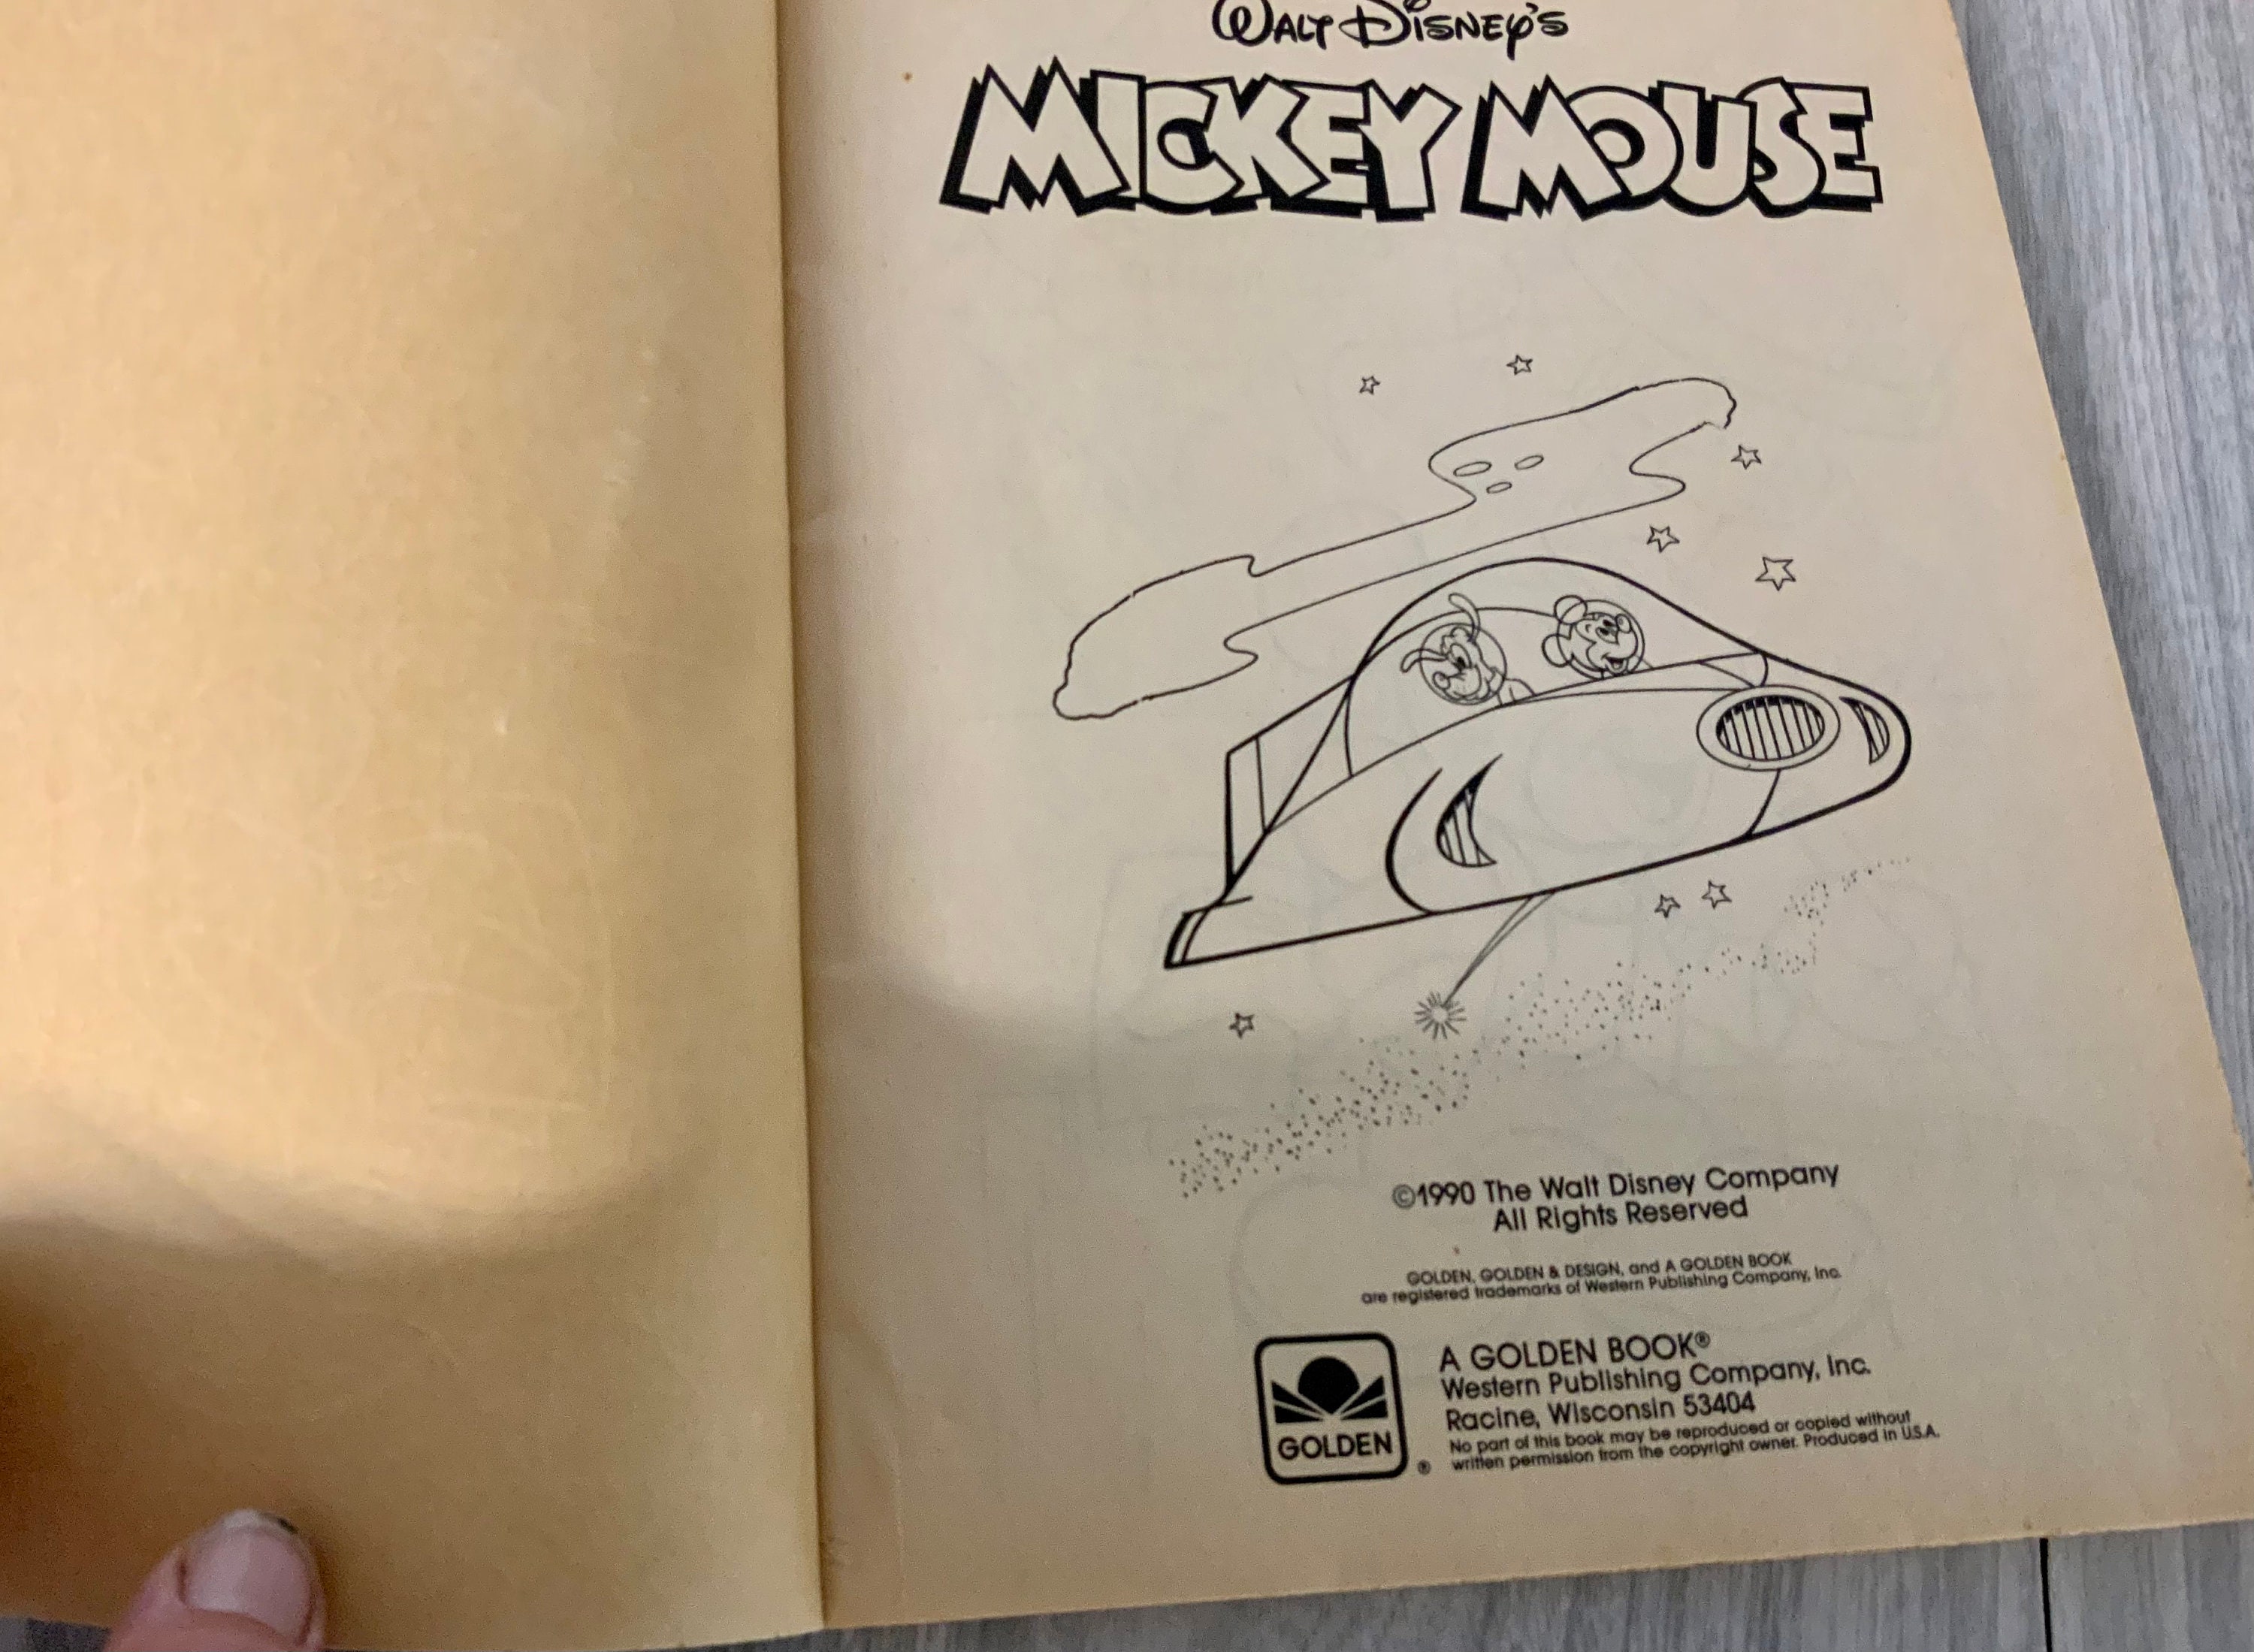 WALT DISNEY'S
MICKEY MOUSE
©1990 The Walt Disney Company
All Rights Reserved
GOLDEN, GOLDEN & DESIGN, and A GOLDEN BOOK
are registered trademarks of Western Publishing Company, Inc.
A GOLDEN BOOK®
Western Publishing Company, Inc.
Racine, Wisconsin 53404
No part of this book may be reproduced or copied without
written permission from the copyright owner. Produced in U.S.A.
GOLDEN ®